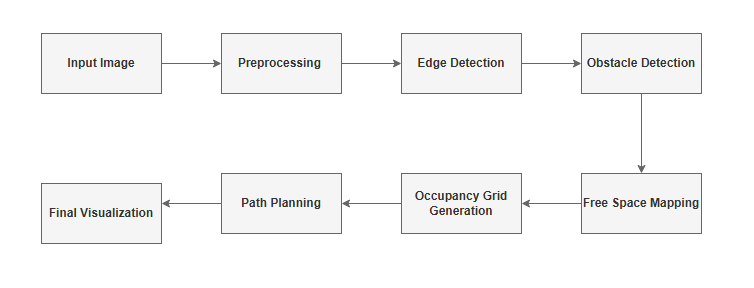 Input Image
Preprocessing
Edge Detection
Obstacle Detection
Free Space Mapping
Occupancy Grid
Generation
Path Planning
Final Visualization